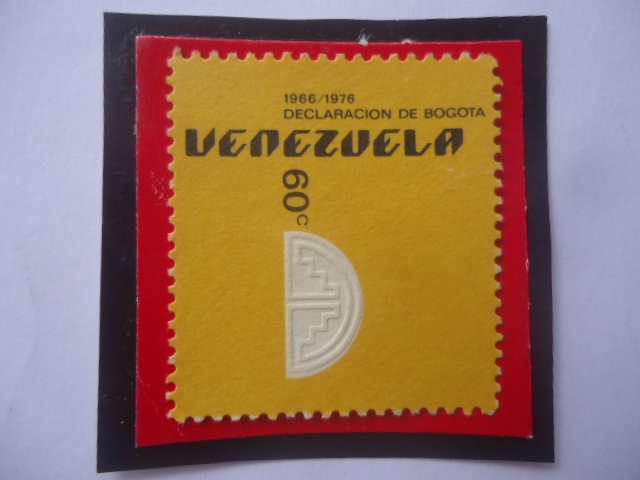 1966/1976
DECLARACION DE BOGOTA
VENEZUELA
60c